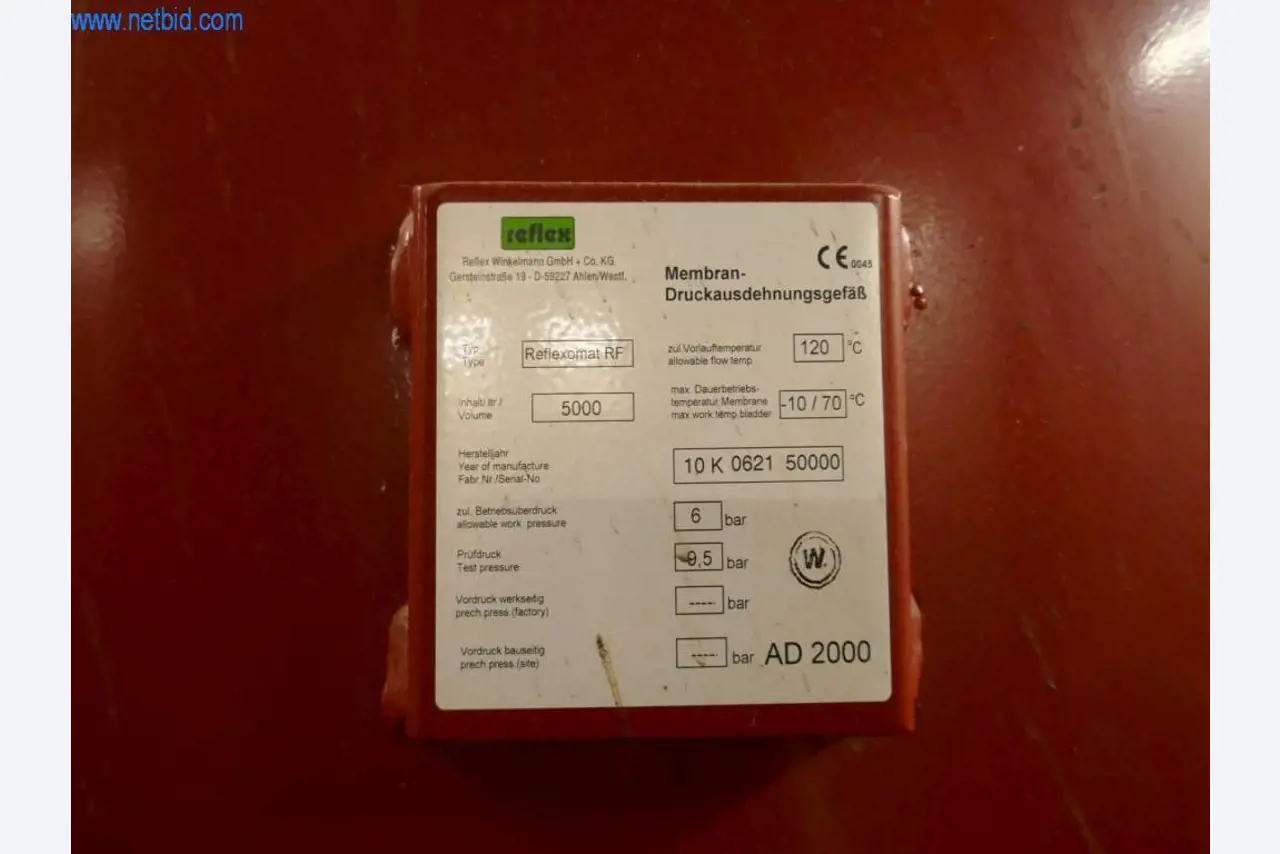 www.netbid.com
reflex
Reflex Winkelmann GmbH + Co. KG
Gersteinstraße 19 - D-59227 Ahlen/Westf.
CE 0045
Membran-
Druckausdehnungsgefäß
Typ
Type
Reflexomat RF
zul.Vorlauftemperatur
allowable flow temp.
120 °C
Inhalt/ltr./
Volume
5000
max. Dauerbetriebs-
temperatur Membrane
max work temp.bladder
-10 / 70 °C
Herstelljahr
Year of manufacture
Fabr.Nr./Serial-No
10 K 0621 50000
zul. Betriebsüberdruck
allowable work pressure
6 bar
Prüfdruck
Test pressure
9,5 bar
W.
Vordruck werkseitig
prech.press.(factory)
---- bar
Vordruck bauseitig
prech.press.(site)
---- bar
AD 2000